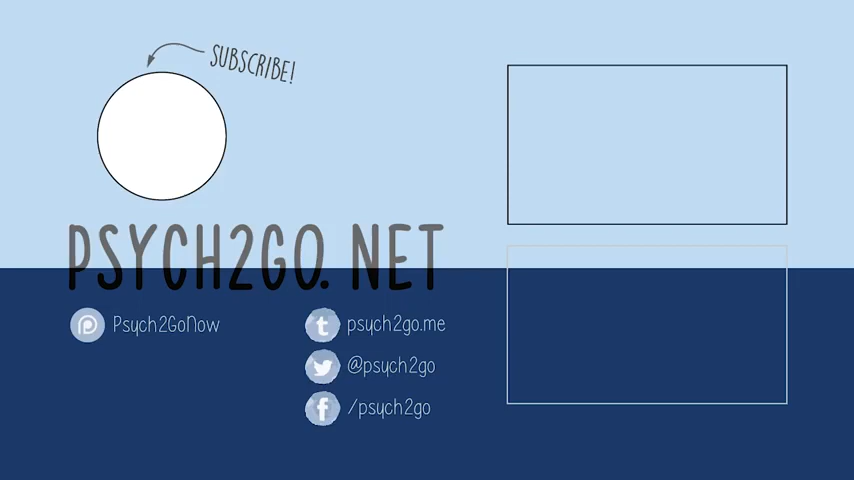 SUBSCRIBE!
PSYCH2GO. NET
Psych2GoNow
psych2go.me
@psych2go
/psych2go